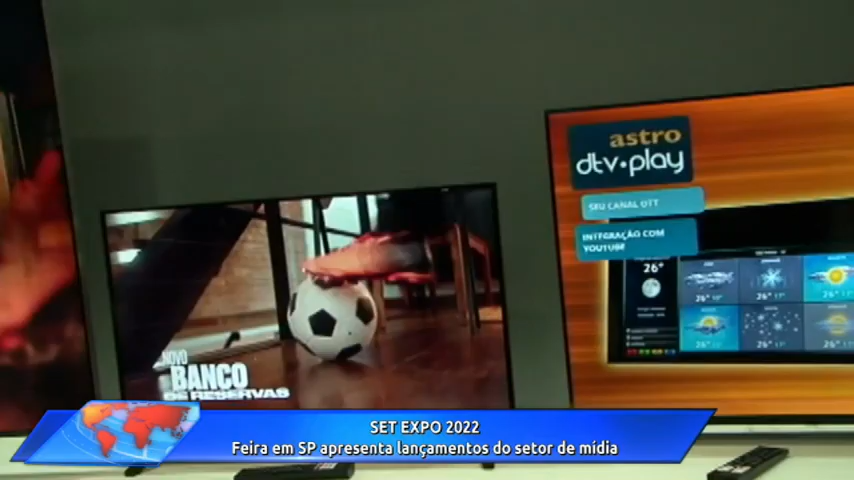 astro
dtv•play
SEU CANAL OTT
INTEGRAÇÃO COM
YOUTUBE
26°
NOVO
BANCO
DE RESERVAS
SET EXPO 2022
Feira em SP apresenta lançamentos do setor de mídia